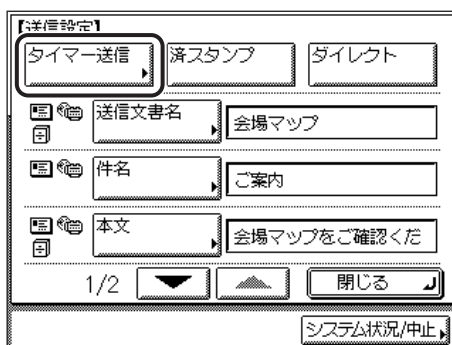 【送信設定】
タイマー送信 済スタンプ ダイレクト
送信文書名 会場マップ
件名 ご案内
本文 会場マップをご確認くだ
1/2 閉じる
システム状況/中止